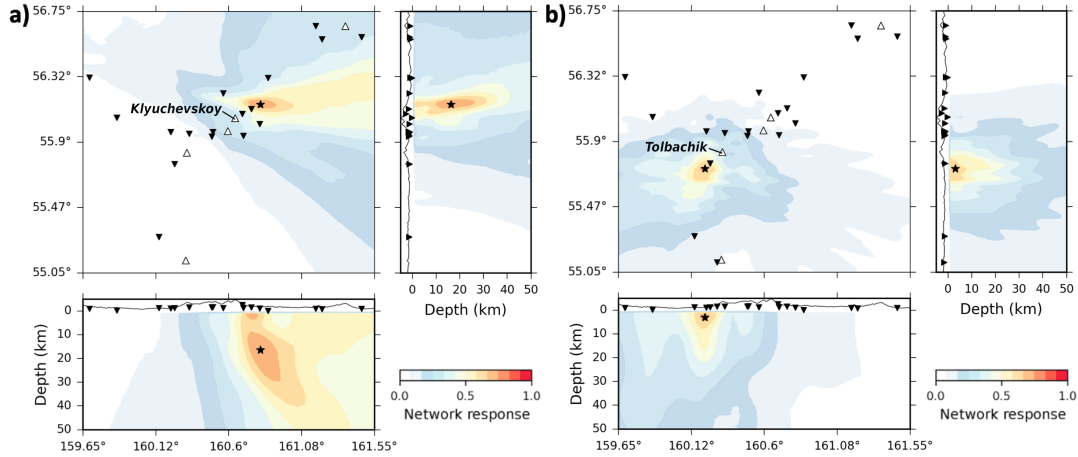 a)
56.75°
56.32°
55.9°
55.47°
55.05°
Klyuchevskoy
0 10 20 30 40 50
Depth (km)
0
10
20
30
40
50
Depth (km)
159.65° 160.12° 160.6° 161.08° 161.55°
0.0 0.5 1.0
Network response
b)
56.75°
56.32°
55.9°
55.47°
55.05°
Tolbachik
0 10 20 30 40 50
Depth (km)
0
10
20
30
40
50
Depth (km)
159.65° 160.12° 160.6° 161.08° 161.55°
0.0 0.5 1.0
Network response